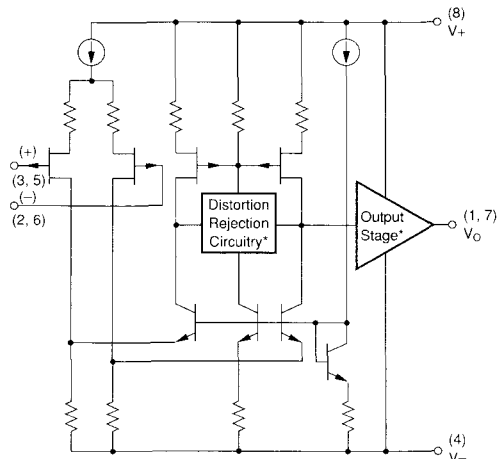 (8)
V+
(+)
(3, 5)
(–)
(2, 6)
Distortion
Rejection
Circuitry*
Output
Stage*
(1, 7)
VO
(4)
V–